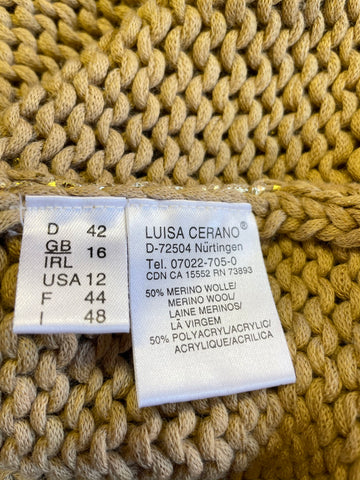 D 42
GB 16
IRL
USA 12
F 44
I 48
LUISA CERANO®
D-72504 Nürtingen
Tel. 07022-705-0
CDN CA 15552 RN 73893
50% MERINO WOLLE/
MERINO WOOL/
LAINE MERINOS/
LÀ VIRGEM
50% POLYACRYL/ACRYLIC/
ACRYLIQUE/ACRILICA